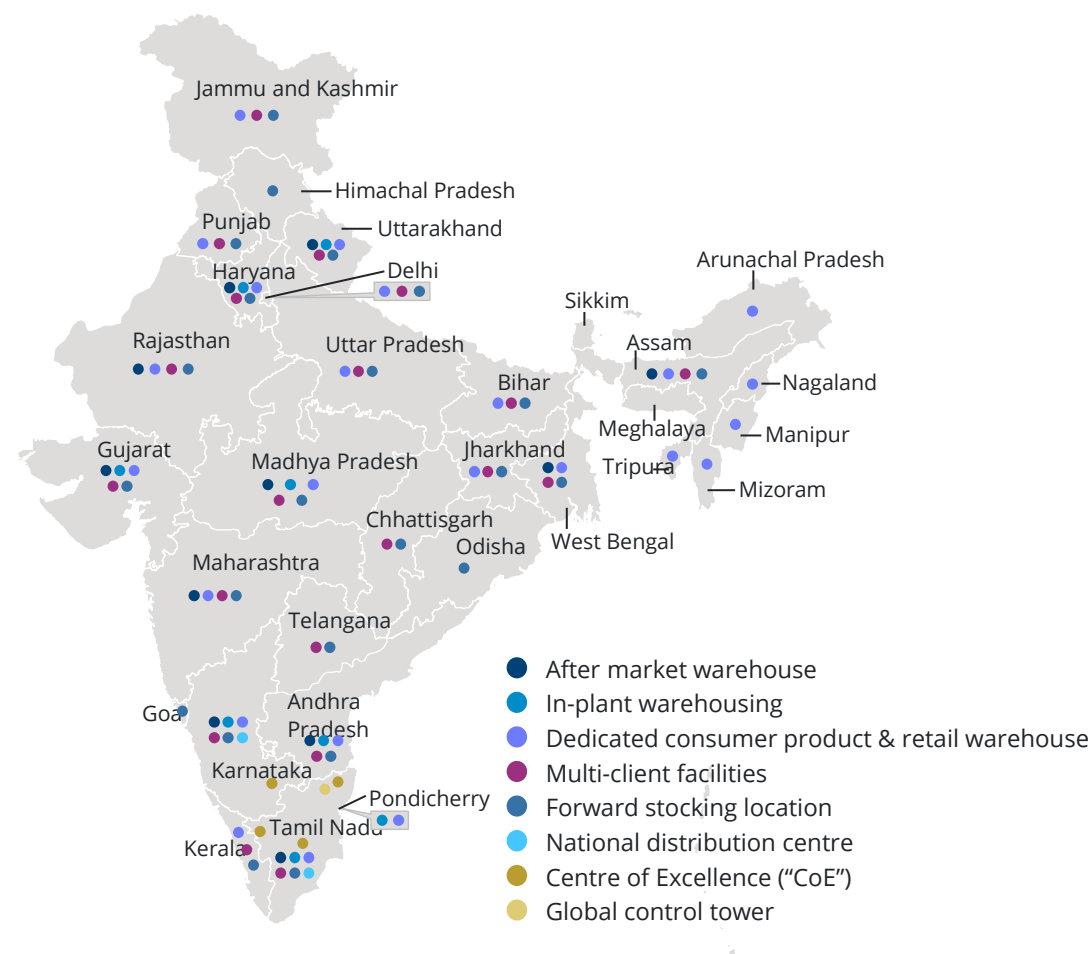 Jammu and Kashmir
Himachal Pradesh
Punjab
Uttarakhand
Haryana
Delhi
Arunachal Pradesh
Sikkim
Rajasthan
Uttar Pradesh
Assam
Bihar
Nagaland
Meghalaya
Manipur
Gujarat
Madhya Pradesh
Jharkhand
Tripura
Mizoram
Chhattisgarh
Odisha
West Bengal
Maharashtra
Telangana
Goa
Andhra
Pradesh
Karnataka
Pondicherry
Tamil Nadu
Kerala
After market warehouse
In-plant warehousing
Dedicated consumer product & retail warehouse
Multi-client facilities
Forward stocking location
National distribution centre
Centre of Excellence (“CoE”)
Global control tower